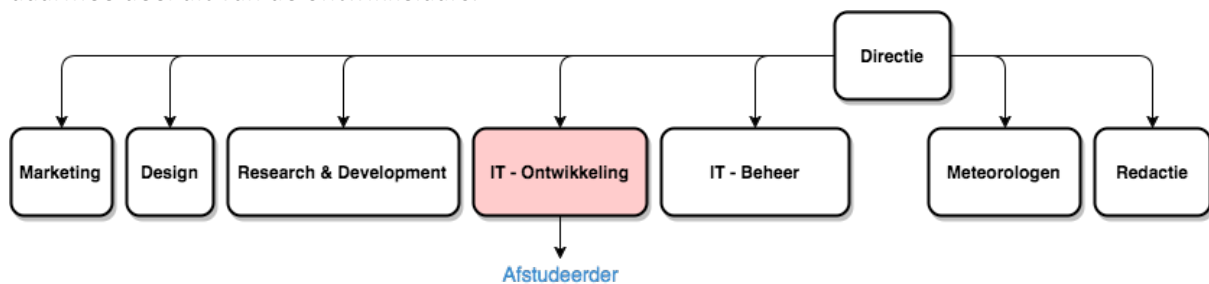 Directie
Marketing
Design
Research & Development
IT - Ontwikkeling
IT - Beheer
Meteorologen
Redactie
Afstudeerder